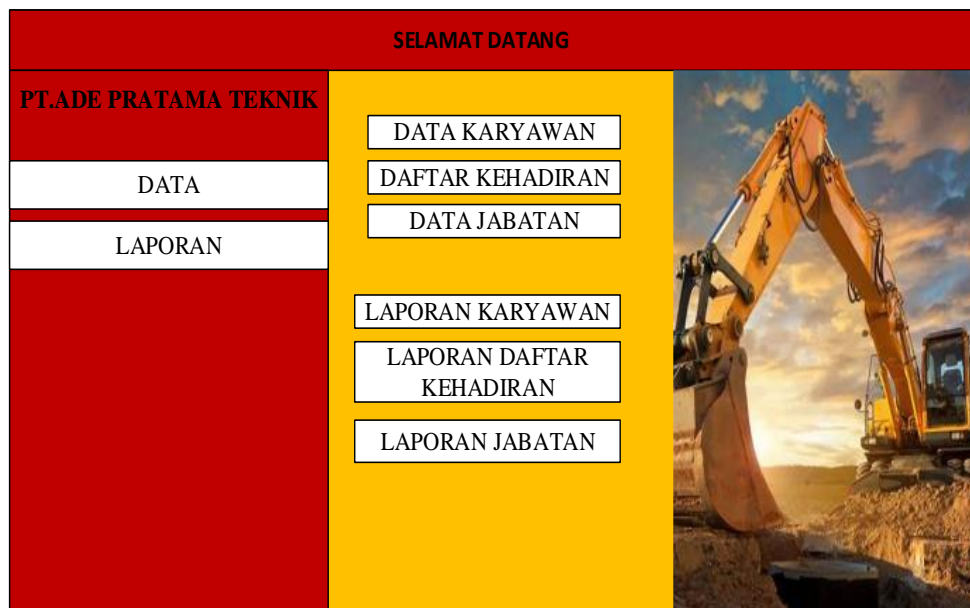 SELAMAT DATANG
PT.ADE PRATAMA TEKNIK
DATA
LAPORAN
DATA KARYAWAN
DAFTAR KEHADIRAN
DATA JABATAN
LAPORAN KARYAWAN
LAPORAN DAFTAR
KEHADIRAN
LAPORAN JABATAN